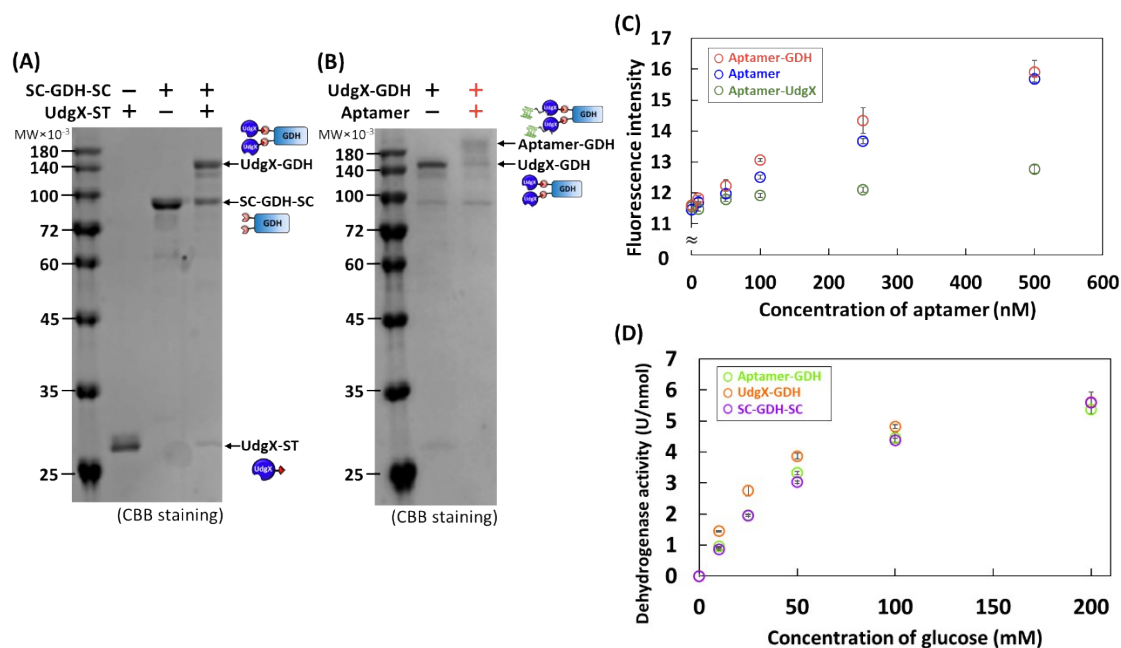 (A)
SC-GDH-SC – + +
UdgX-ST + – +
MW×10⁻³
180
140
100
72
60
45
35
25
UdgX
UdgX
GDH
UdgX-GDH
SC-GDH-SC
GDH
UdgX-ST
UdgX
(CBB staining)
(B)
UdgX-GDH + +
Aptamer – +
MW×10⁻³
180
140
100
72
60
45
35
25
UdgX
UdgX
GDH
Aptamer-GDH
UdgX-GDH
UdgX
UdgX
GDH
(CBB staining)
(C)
Fluorescence intensity
17
16
15
14
13
12
11
≈
0
Aptamer-GDH
Aptamer
Aptamer-UdgX
0 100 200 300 400 500 600
Concentration of aptamer (nM)
(D)
Dehydrogenase activity (U/nmol)
7
6
5
4
3
2
1
0
Aptamer-GDH
UdgX-GDH
SC-GDH-SC
0 50 100 150 200
Concentration of glucose (mM)